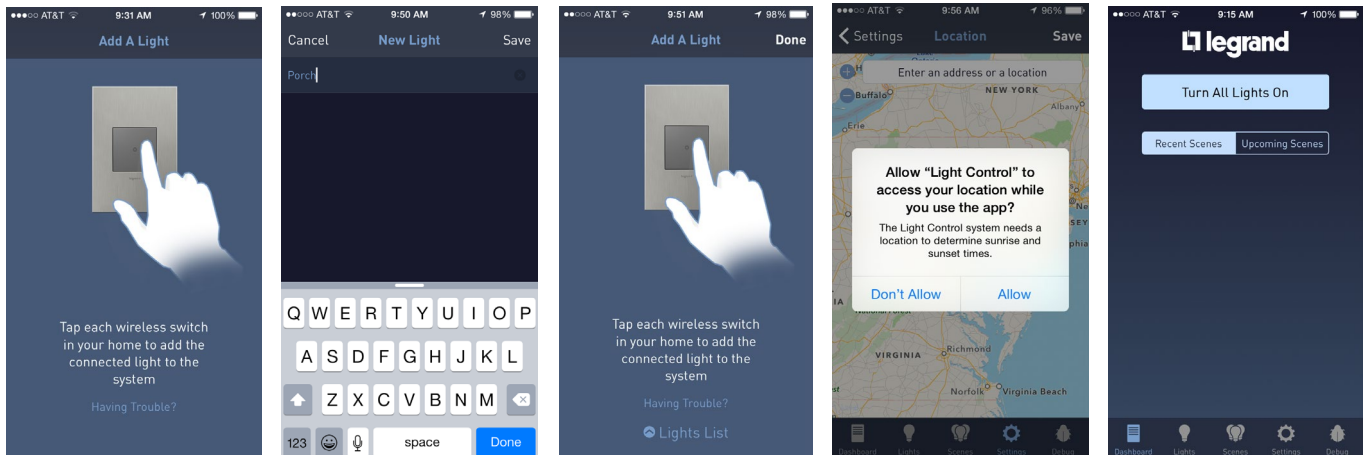 AT&T 9:31 AM 100%
Add A Light
Tap each wireless switch
in your home to add the
connected light to the
system
Having Trouble?
AT&T 9:50 AM 98%
Cancel New Light Save
Porch
Q W E R T Y U I O P
A S D F G H J K L
Z X C V B N M
123 space Done
AT&T 9:51 AM 98%
Add A Light Done
Tap each wireless switch
in your home to add the
connected light to the
system
Having Trouble?
Lights List
AT&T 9:56 AM 96%
Settings Location Save
Enter an address or a location
NEW YORK
Buffalo
Albany
Erie
Allow “Light Control” to
access your location while
you use the app?
The Light Control system needs a
location to determine sunrise and
sunset times.
Don’t Allow Allow
VIRGINIA
Richmond
Norfolk
Virginia Beach
Dashboard Lights Scenes Settings Debug
AT&T 9:15 AM 100%
legrand
Turn All Lights On
Recent Scenes Upcoming Scenes
Dashboard Lights Scenes Settings Debug